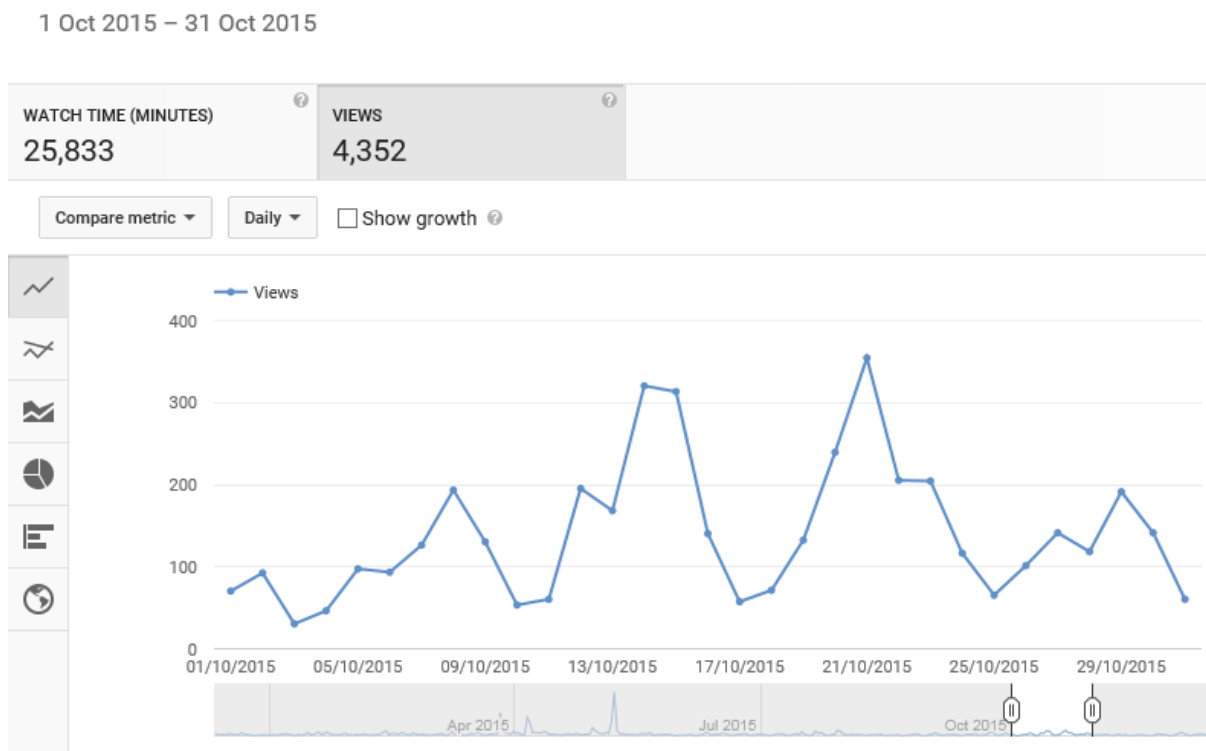 1 Oct 2015 – 31 Oct 2015
WATCH TIME (MINUTES) ?
25,833
VIEWS ?
4,352
Compare metric Daily Show growth ?
Views
400
300
200
100
0
01/10/2015 05/10/2015 09/10/2015 13/10/2015 17/10/2015 21/10/2015 25/10/2015 29/10/2015
Apr 2015 Jul 2015 Oct 2015